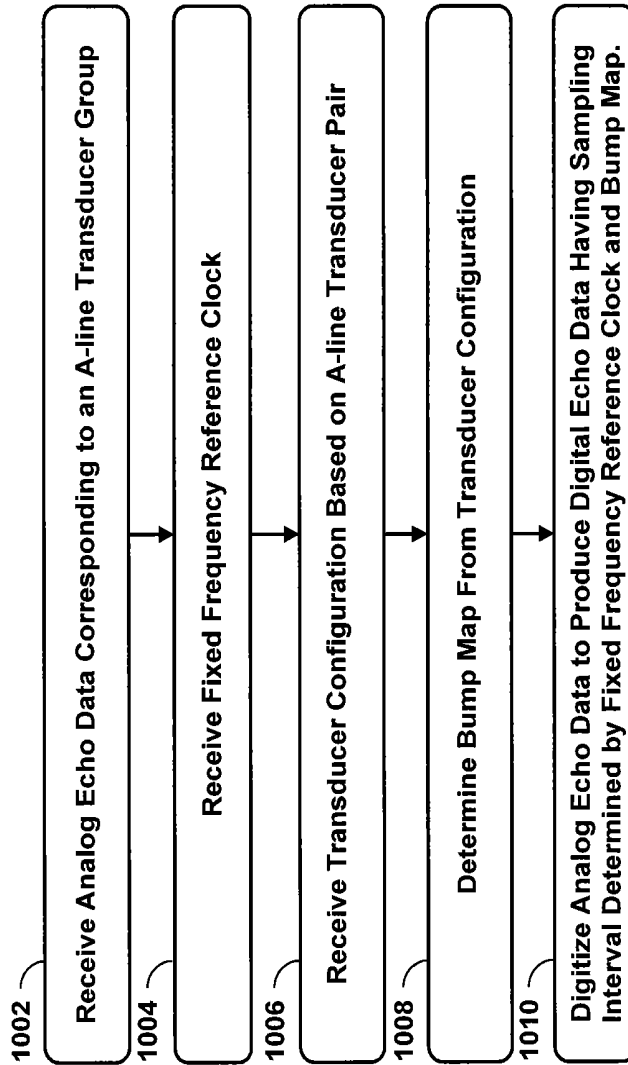 1002
Receive Analog Echo Data Corresponding to an A-line Transducer Group
1004
Receive Fixed Frequency Reference Clock
1006
Receive Transducer Configuration Based on A-line Transducer Pair
1008
Determine Bump Map From Transducer Configuration
1010
Digitize Analog Echo Data to Produce Digital Echo Data Having Sampling
Interval Determined by Fixed Frequency Reference Clock and Bump Map.